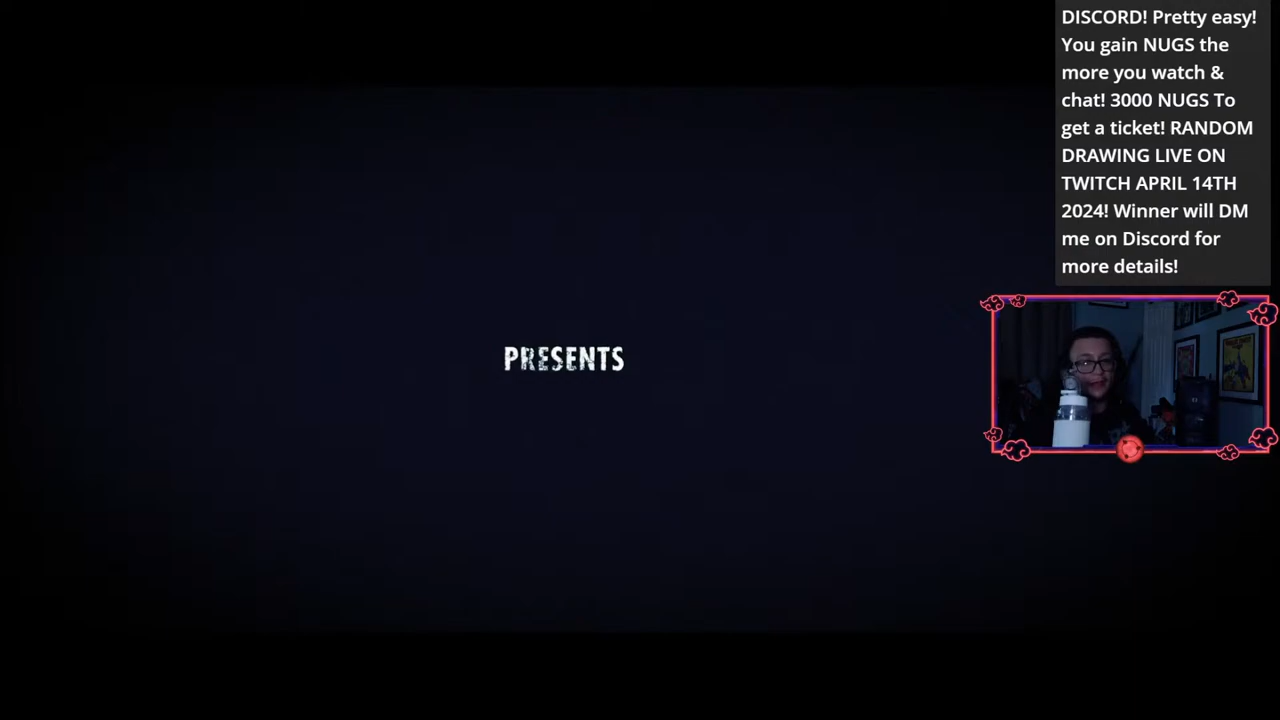 DISCORD! Pretty easy!
You gain NUGS the
more you watch &
chat! 3000 NUGS To
get a ticket! RANDOM
DRAWING LIVE ON
TWITCH APRIL 14TH
2024! Winner will DM
me on Discord for
more details!
PRESENTS